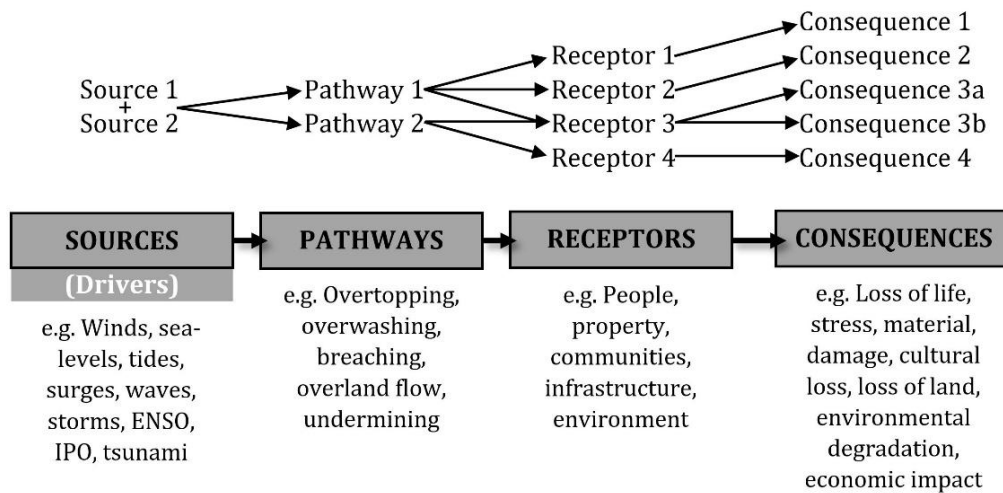 Source 1
+
Source 2
Pathway 1
Pathway 2
Receptor 1
Receptor 2
Receptor 3
Receptor 4
Consequence 1
Consequence 2
Consequence 3a
Consequence 3b
Consequence 4
SOURCES
(Drivers)
e.g. Winds, sea-
levels, tides,
surges, waves,
storms, ENSO,
IPO, tsunami
PATHWAYS
e.g. Overtopping,
overwashing,
breaching,
overland flow,
undermining
RECEPTORS
e.g. People,
property,
communities,
infrastructure,
environment
CONSEQUENCES
e.g. Loss of life,
stress, material,
damage, cultural
loss, loss of land,
environmental
degradation,
economic impact